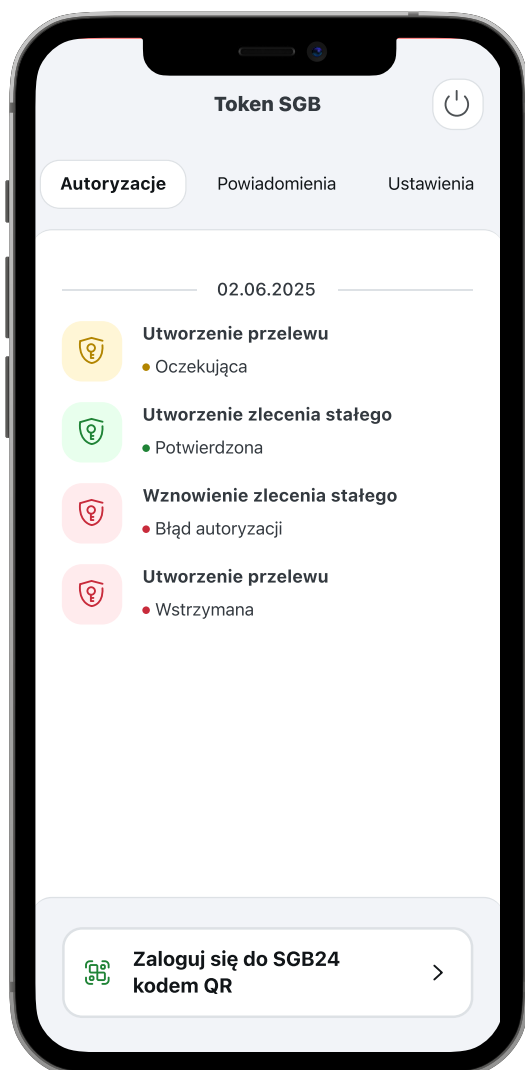 Token SGB
Autoryzacje Powiadomienia Ustawienia
02.06.2025
Utworzenie przelewu
Oczekująca
Utworzenie zlecenia stałego
Potwierdzona
Wznowienie zlecenia stałego
Błąd autoryzacji
Utworzenie przelewu
Wstrzymana
Zaloguj się do SGB24
kodem QR